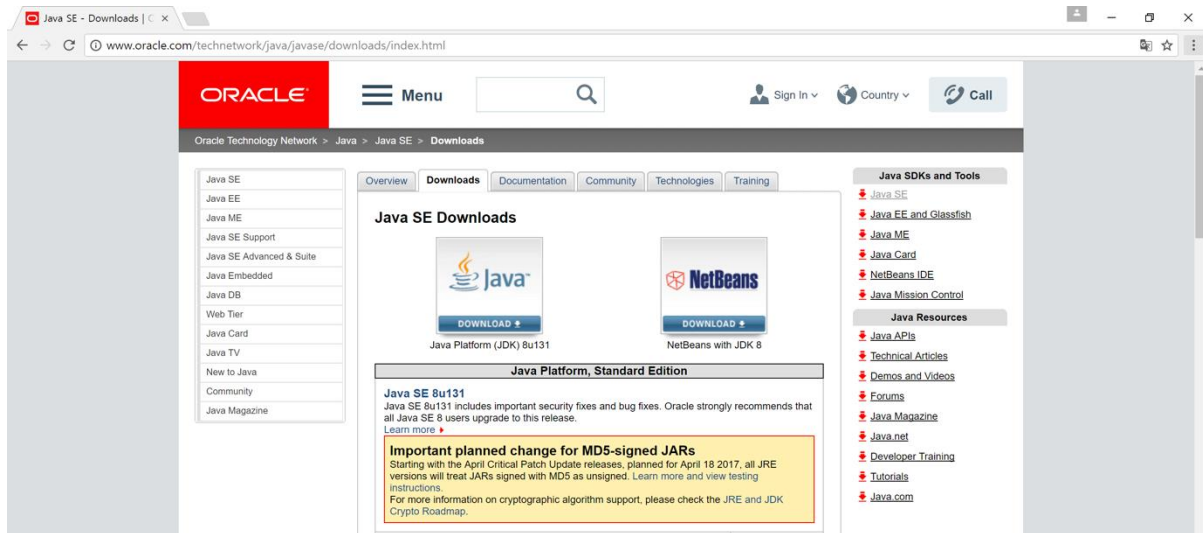 Java SE - Downloads | O
www.oracle.com/technetwork/java/javase/downloads/index.html
ORACLE
Menu
Sign In
Country
Call
Oracle Technology Network > Java > Java SE > Downloads
Java SE
Java EE
Java ME
Java SE Support
Java SE Advanced & Suite
Java Embedded
Java DB
Web Tier
Java Card
Java TV
New to Java
Community
Java Magazine
Overview
Downloads
Documentation
Community
Technologies
Training
Java SE Downloads
Java
DOWNLOAD
Java Platform (JDK) 8u131
NetBeans
DOWNLOAD
NetBeans with JDK 8
Java Platform, Standard Edition
Java SE 8u131
Java SE 8u131 includes important security fixes and bug fixes. Oracle strongly recommends that
all Java SE 8 users upgrade to this release.
Learn more
Important planned change for MD5-signed JARs
Starting with the April Critical Patch Update releases, planned for April 18 2017, all JRE
versions will treat JARs signed with MD5 as unsigned. Learn more and view testing
instructions.
For more information on cryptographic algorithm support, please check the JRE and JDK
Crypto Roadmap.
Java SDKs and Tools
Java SE
Java EE and Glassfish
Java ME
Java Card
NetBeans IDE
Java Mission Control
Java Resources
Java APIs
Technical Articles
Demos and Videos
Forums
Java Magazine
Java.net
Developer Training
Tutorials
Java.com